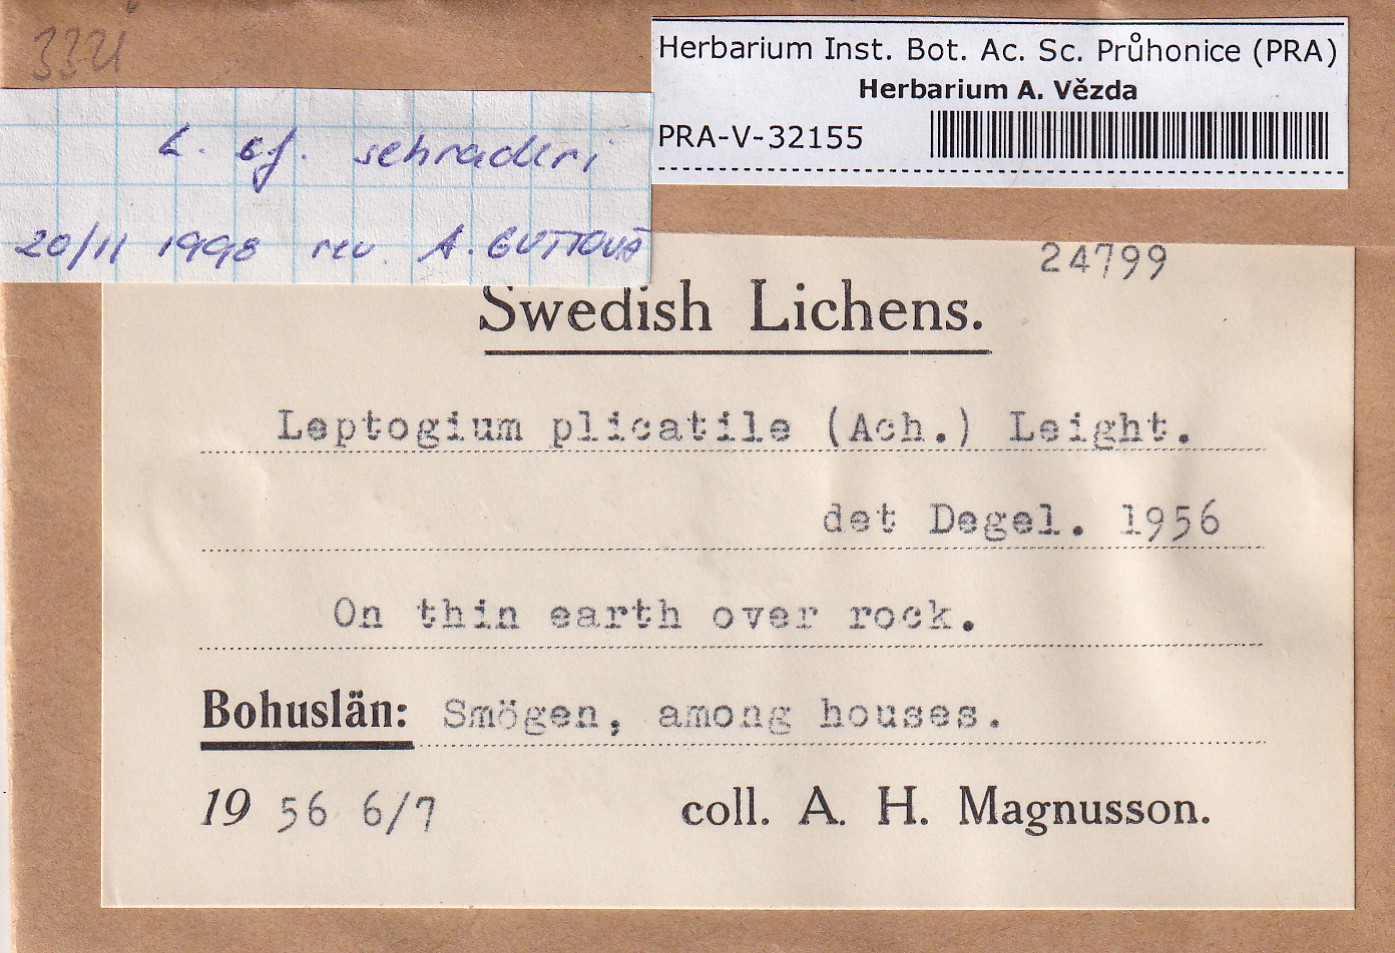 Herbarium Inst. Bot. Ac. Sc. Průhonice (PRA)
Herbarium A. Vězda
PRA-V-32155
L. cf. schraderi
20/11 1998 rev. A. GUTTOVÁ
24799
Swedish Lichens.
Leptogium plicatile (Ach.) Leight.
det Degel. 1956
On thin earth over rock.
Bohuslän: Smögen, among houses.
19 56 6/7 coll. A. H. Magnusson.